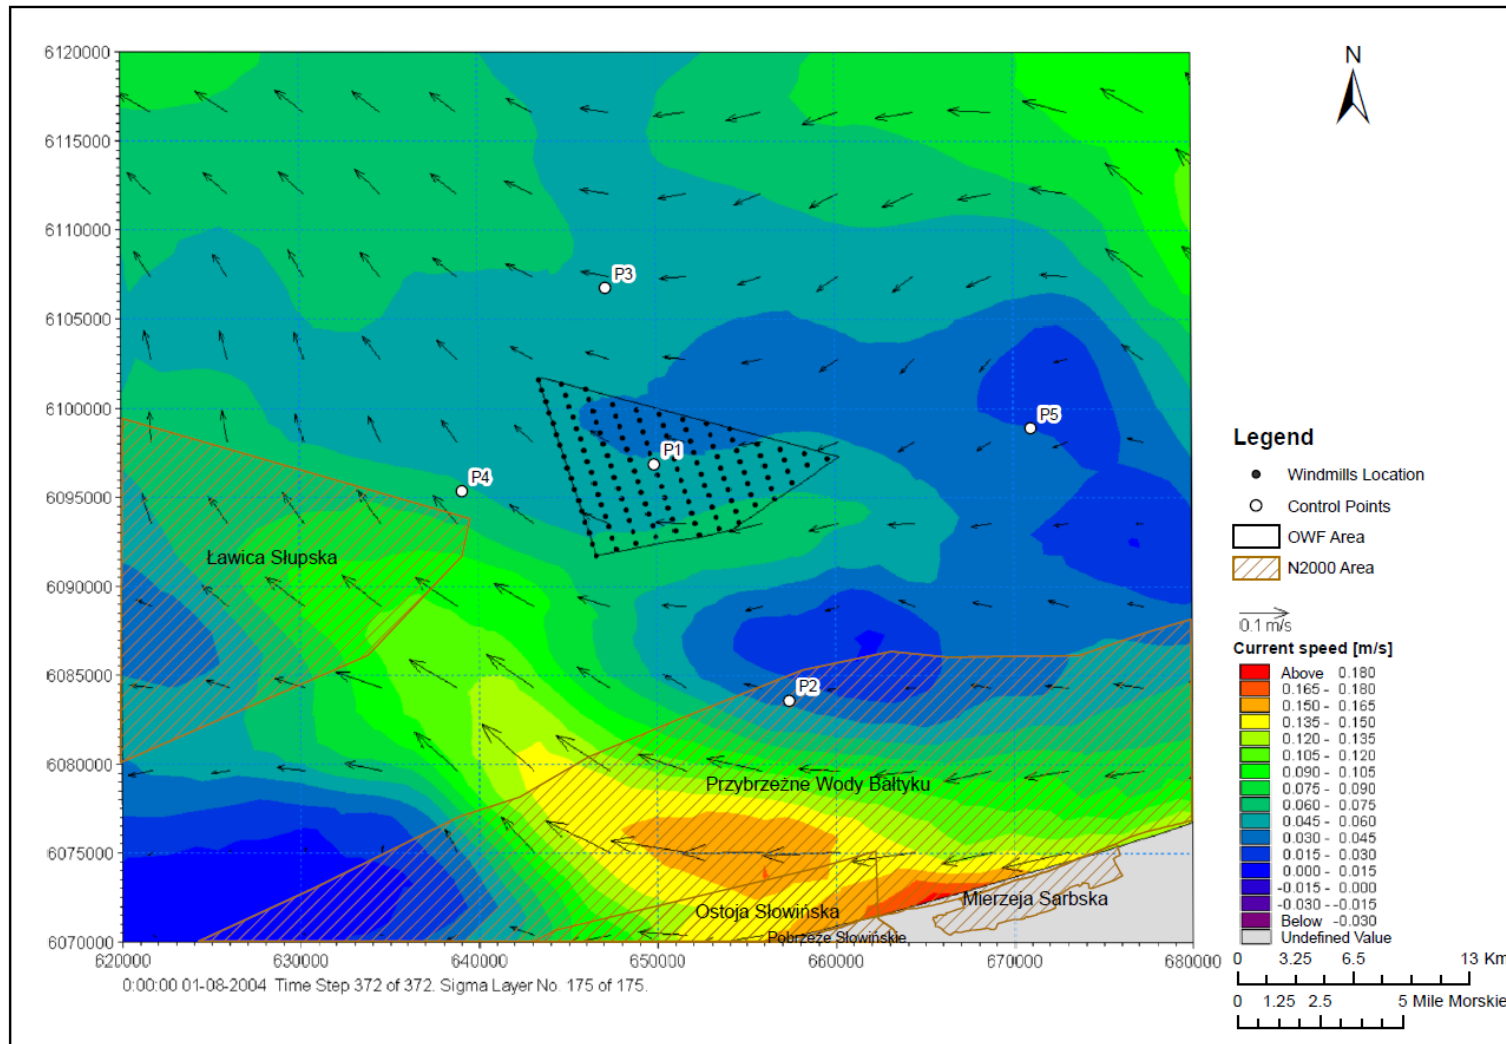 N
6120000
6115000
6110000
6105000
6100000
6095000
6090000
6085000
6080000
6075000
6070000
620000
630000
640000
650000
660000
670000
680000
P3
P1
P5
P4
P2
Ławica Słupska
Przybrzeżne Wody Bałtyku
Ostoja Słowińska
Mierzeja Sarbska
Pobrzeże Słowińskie
0:00:00 01-08-2004 Time Step 372 of 372. Sigma Layer No. 175 of 175.
Legend
Windmills Location
Control Points
OWF Area
N2000 Area
0.1 m/s
Current speed [m/s]
Above 0.180
0.165 - 0.180
0.150 - 0.165
0.135 - 0.150
0.120 - 0.135
0.105 - 0.120
0.090 - 0.105
0.075 - 0.090
0.060 - 0.075
0.045 - 0.060
0.030 - 0.045
0.015 - 0.030
0.000 - 0.015
-0.015 - 0.000
-0.030 - -0.015
Below -0.030
Undefined Value
0 3.25 6.5 13 Km
0 1.25 2.5 5 Mile Morskie